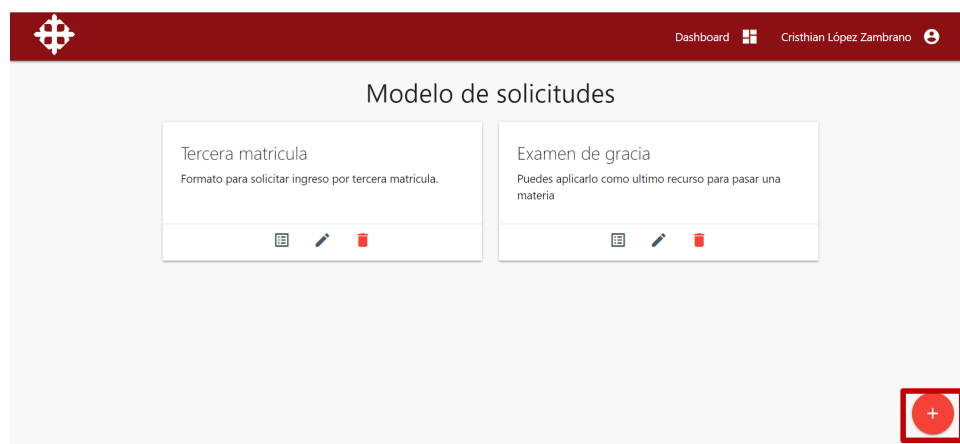 Dashboard
Cristhian López Zambrano
Modelo de solicitudes
Tercera matricula
Formato para solicitar ingreso por tercera matricula.
Examen de gracia
Puedes aplicarlo como ultimo recurso para pasar una
materia